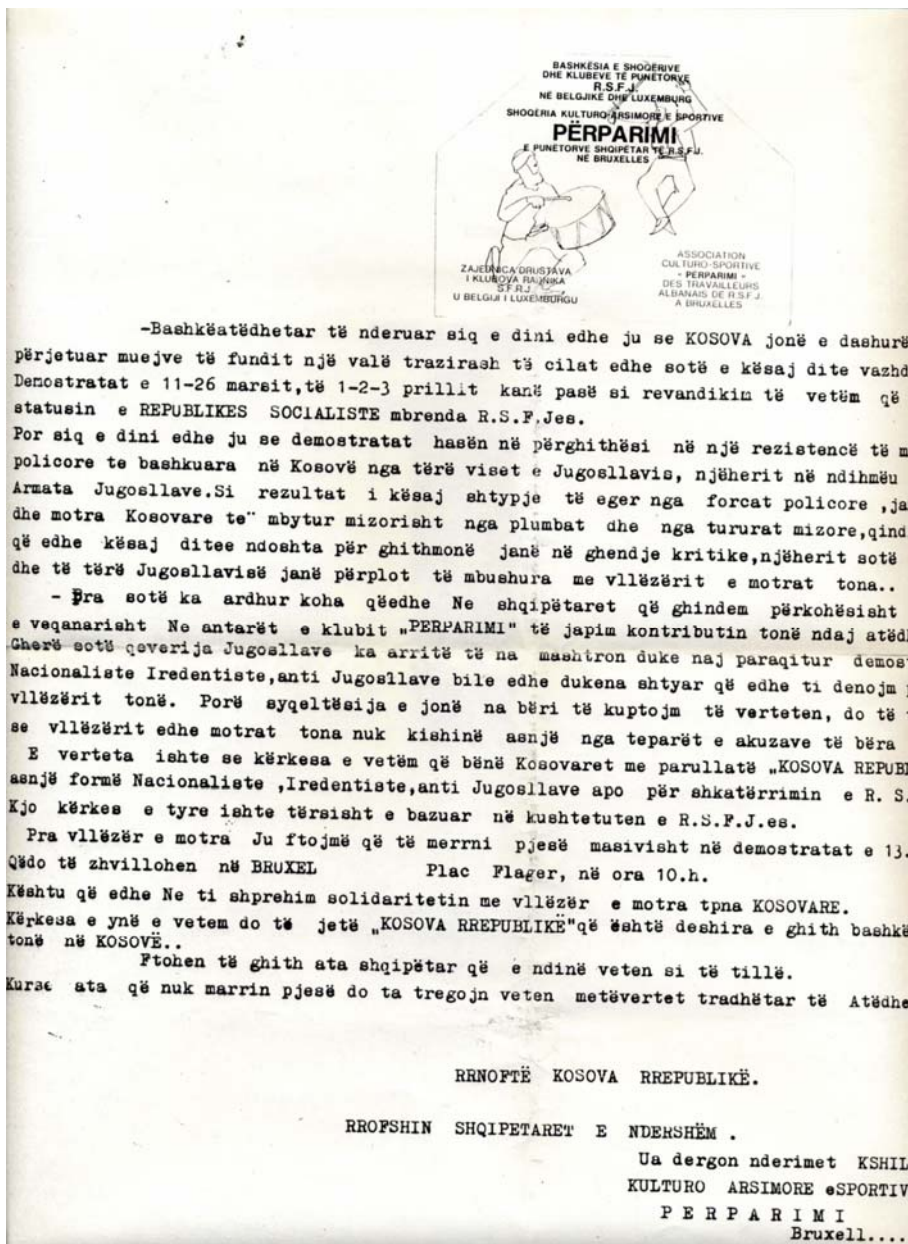 BASHKËSIA E SHOQËRIVE
DHE KLUBEVE TË PUNËTORVE
R.S.F.J.
NË BELGJIKË DHE LUXEMBURG
SHOQËRIA KULTURO-ARSIMORE E SPORTIVE
PËRPARIMI
E PUNËTORVE SHQIPËTAR TË R.S.F.J.
NË BRUXELLES
ZAJEDNICA DRUSTAVA
I KLUBOVA RADNIKA
S.F.R.J.
U BELGIJI I LUXEMBURGU
ASSOCIATION
CULTURO-SPORTIVE
- PËRPARIMI -
DES TRAVAILLEURS
ALBANAIS DE R.S.F.J.
A BRUXELLES
-Bashkëatëdhetar të nderuar siq e dini edhe ju se KOSOVA jonë e dashurë
përjetuar muejve të fundit një valë trazirash të cilat edhe sotë e kësaj dite vazhd
Demostratat e 11-26 marsit,të 1-2-3 prillit kanë pasë si revandikim të vetëm që
statusin e REPUBLIKES SOCIALISTE mbrenda R.S.F.Jes.
Por siq e dini edhe ju se demostratat hasën në përghithësi në një rezistencë të m
policore te bashkuara në Kosovë nga tërë viset e Jugosllavis, njëherit në ndihmëu
Armata Jugosllave.Si rezultat i kësaj shtypje të eger nga forcat policore ,ja
dhe motra Kosovare te" mbytur mizorisht nga plumbat dhe nga tururat mizore,qind
që edhe kësaj ditee ndoshta për ghithmonë janë në ghendje kritike,njëherit sotë
dhe të tërë Jugosllavisë janë përplot të mbushura me vllëzërit e motrat tona..
- Pra sotë ka ardhur koha qëedhe Ne shqipëtaret që ghindem përkohësisht
e veqanarisht Ne antarët e klubit „PERPARIMI" të japim kontributin tonë ndaj atëd
Gherë sotë qeverija Jugosllave ka arritë të na mashtron duke naj paraqitur demos
Nacionaliste Iredentiste,anti Jugosllave bile edhe dukena shtyar që edhe ti denojm
vllëzërit tonë. Porë syqeltësija e jonë na bëri të kuptojm të verteten, do të
se vllëzërit edhe motrat tona nuk kishinë asnjë nga teparët e akuzave të bëra
E verteta ishte se kërkesa e vetëm që bënë Kosovaret me parullatë „KOSOVA REPUB
asnjë formë Nacionaliste ,Iredentiste,anti Jugosllave apo për shkatërrimin e R. S.
Kjo kërkes e tyre ishte tërsisht e bazuar në kushtetuten e R.S.F.J.es.
Pra vllëzër e motra Ju ftojmë që të merrni pjesë masivisht në demostratat e 13.
Qëdo të zhvillohen në BRUXEL Plac Flager, në ora 10.h.
Kështu që edhe Ne ti shprehim solidaritetin me vllëzër e motra tpna KOSOVARE.
Kërkesa e ynë e vetem do të jetë „KOSOVA RREPUBLIKË"që është deshira e ghith bashkë
tonë në KOSOVË..
Ftohen të ghith ata shqipëtar që e ndinë veten si të tillë.
Kurse ata që nuk marrin pjesë do ta tregojn veten metëvertet tradhëtar të Atëdhe
RRNOFTË KOSOVA RREPUBLIKË.
RROFSHIN SHQIPETARET E NDERSHËM .
Ua dergon nderimet KSHIL
KULTURO ARSIMORE eSPORTIV
P E R P A R I M I
Bruxell....